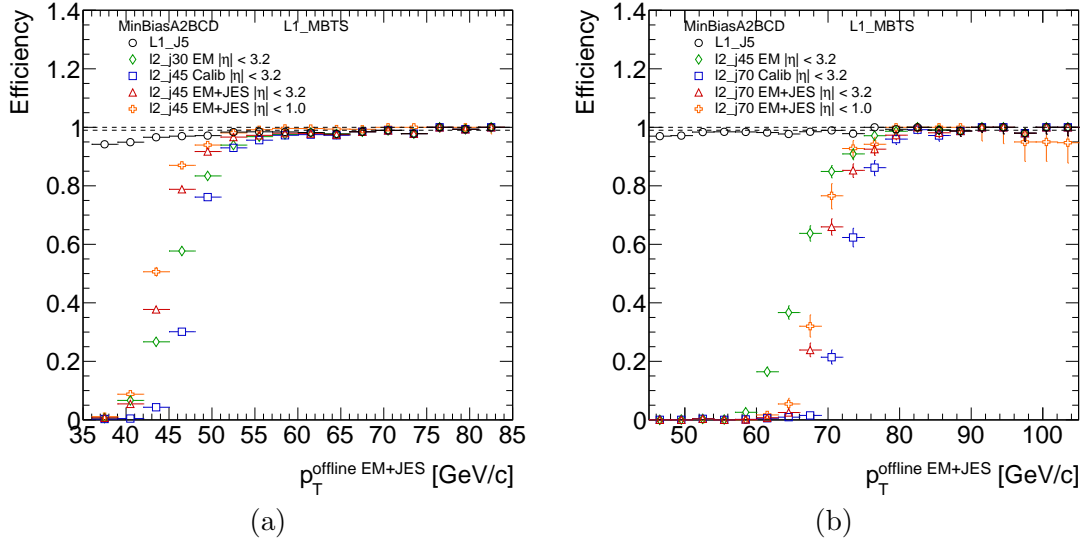 MinBiasA2BCD L1_MBTS
L1_J5
l2_j30 EM |η| < 3.2
l2_j45 Calib |η| < 3.2
l2_j45 EM+JES |η| < 3.2
l2_j45 EM+JES |η| < 1.0
Efficiency
1.4
1.2
1
0.8
0.6
0.4
0.2
0
35 40 45 50 55 60 65 70 75 80 85
p_T^offline EM+JES [GeV/c]
(a)
MinBiasA2BCD L1_MBTS
L1_J5
l2_j45 EM |η| < 3.2
l2_j70 Calib |η| < 3.2
l2_j70 EM+JES |η| < 3.2
l2_j70 EM+JES |η| < 1.0
Efficiency
1.4
1.2
1
0.8
0.6
0.4
0.2
0
50 60 70 80 90 100
p_T^offline EM+JES [GeV/c]
(b)